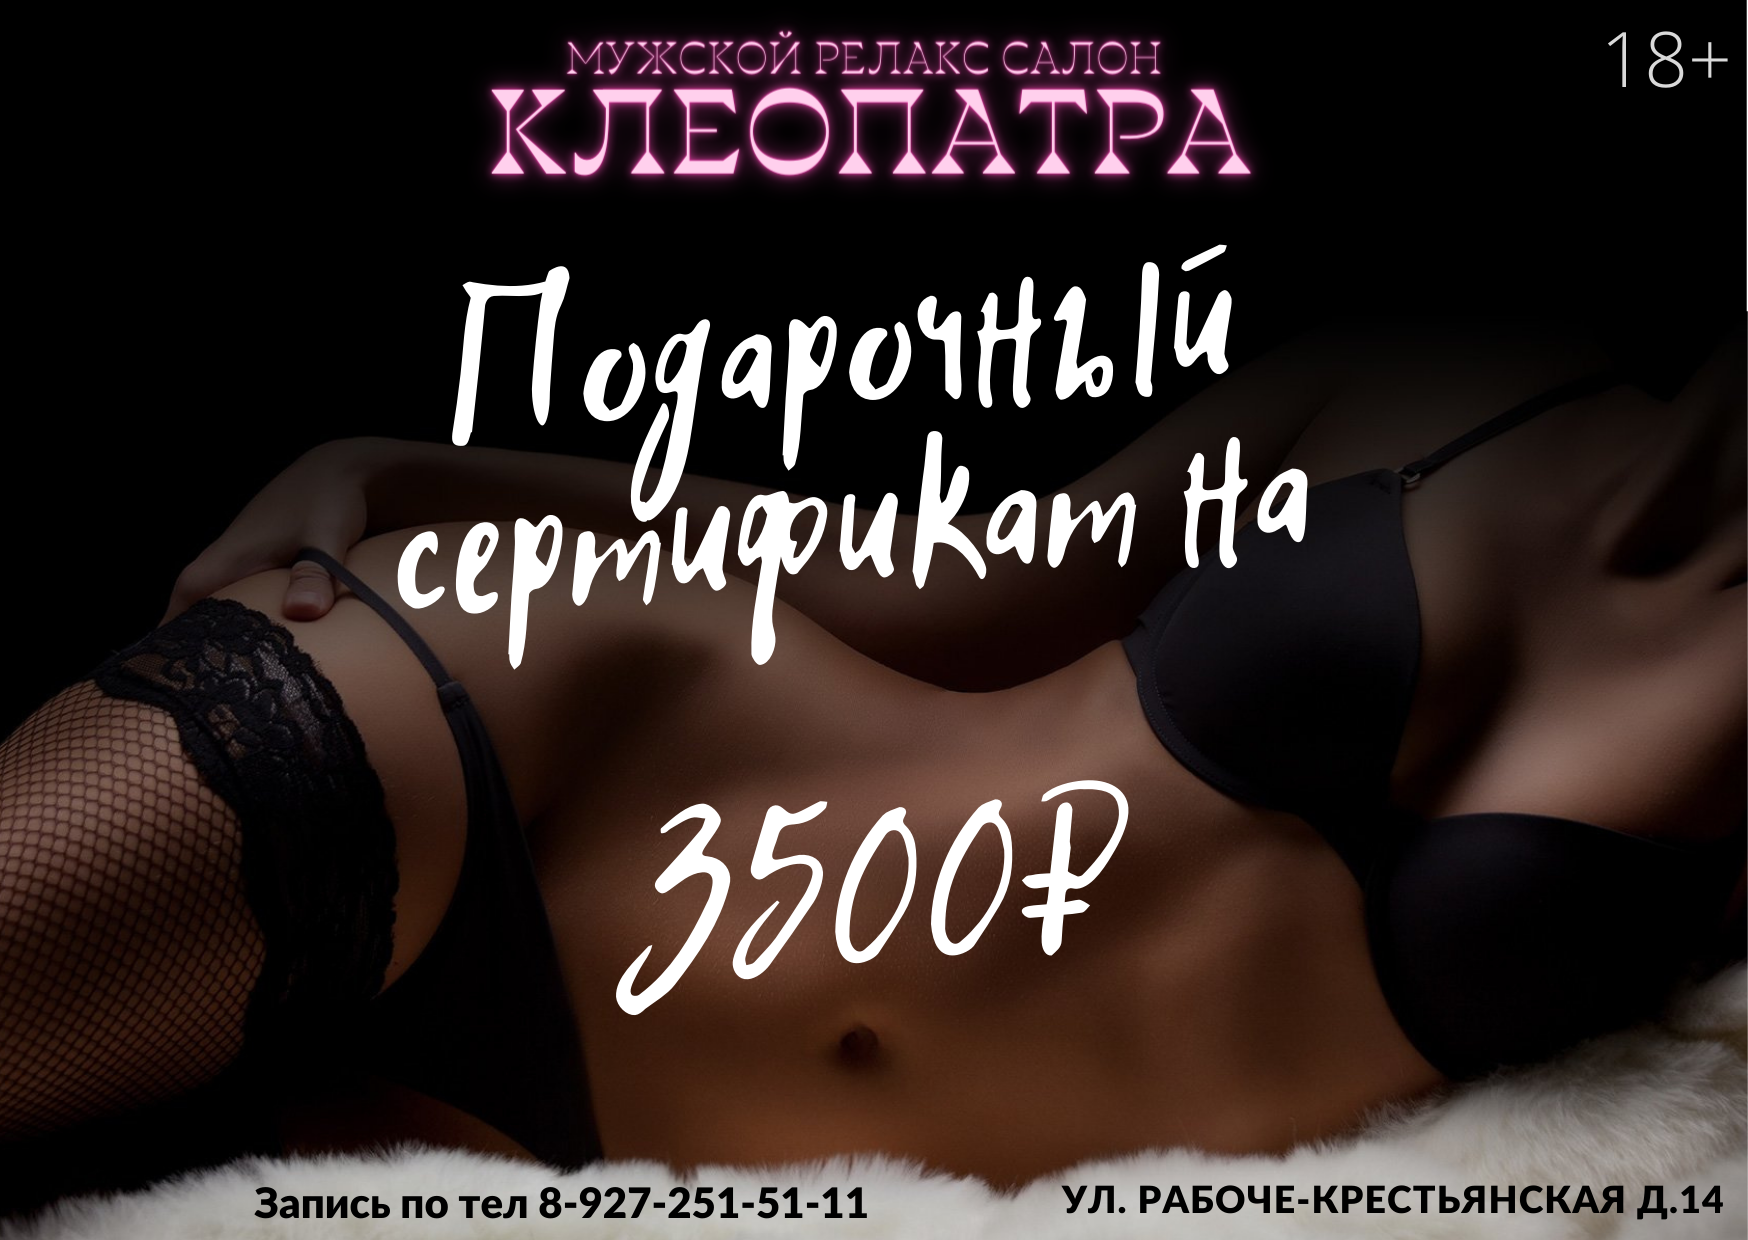 МУЖСКОЙ РЕЛАКС САЛОН
КЛЕОПАТРА
18+
Подарочный
сертификат на
3500₽
Запись по тел 8-927-251-51-11
УЛ. РАБОЧЕ-КРЕСТЬЯНСКАЯ Д.14